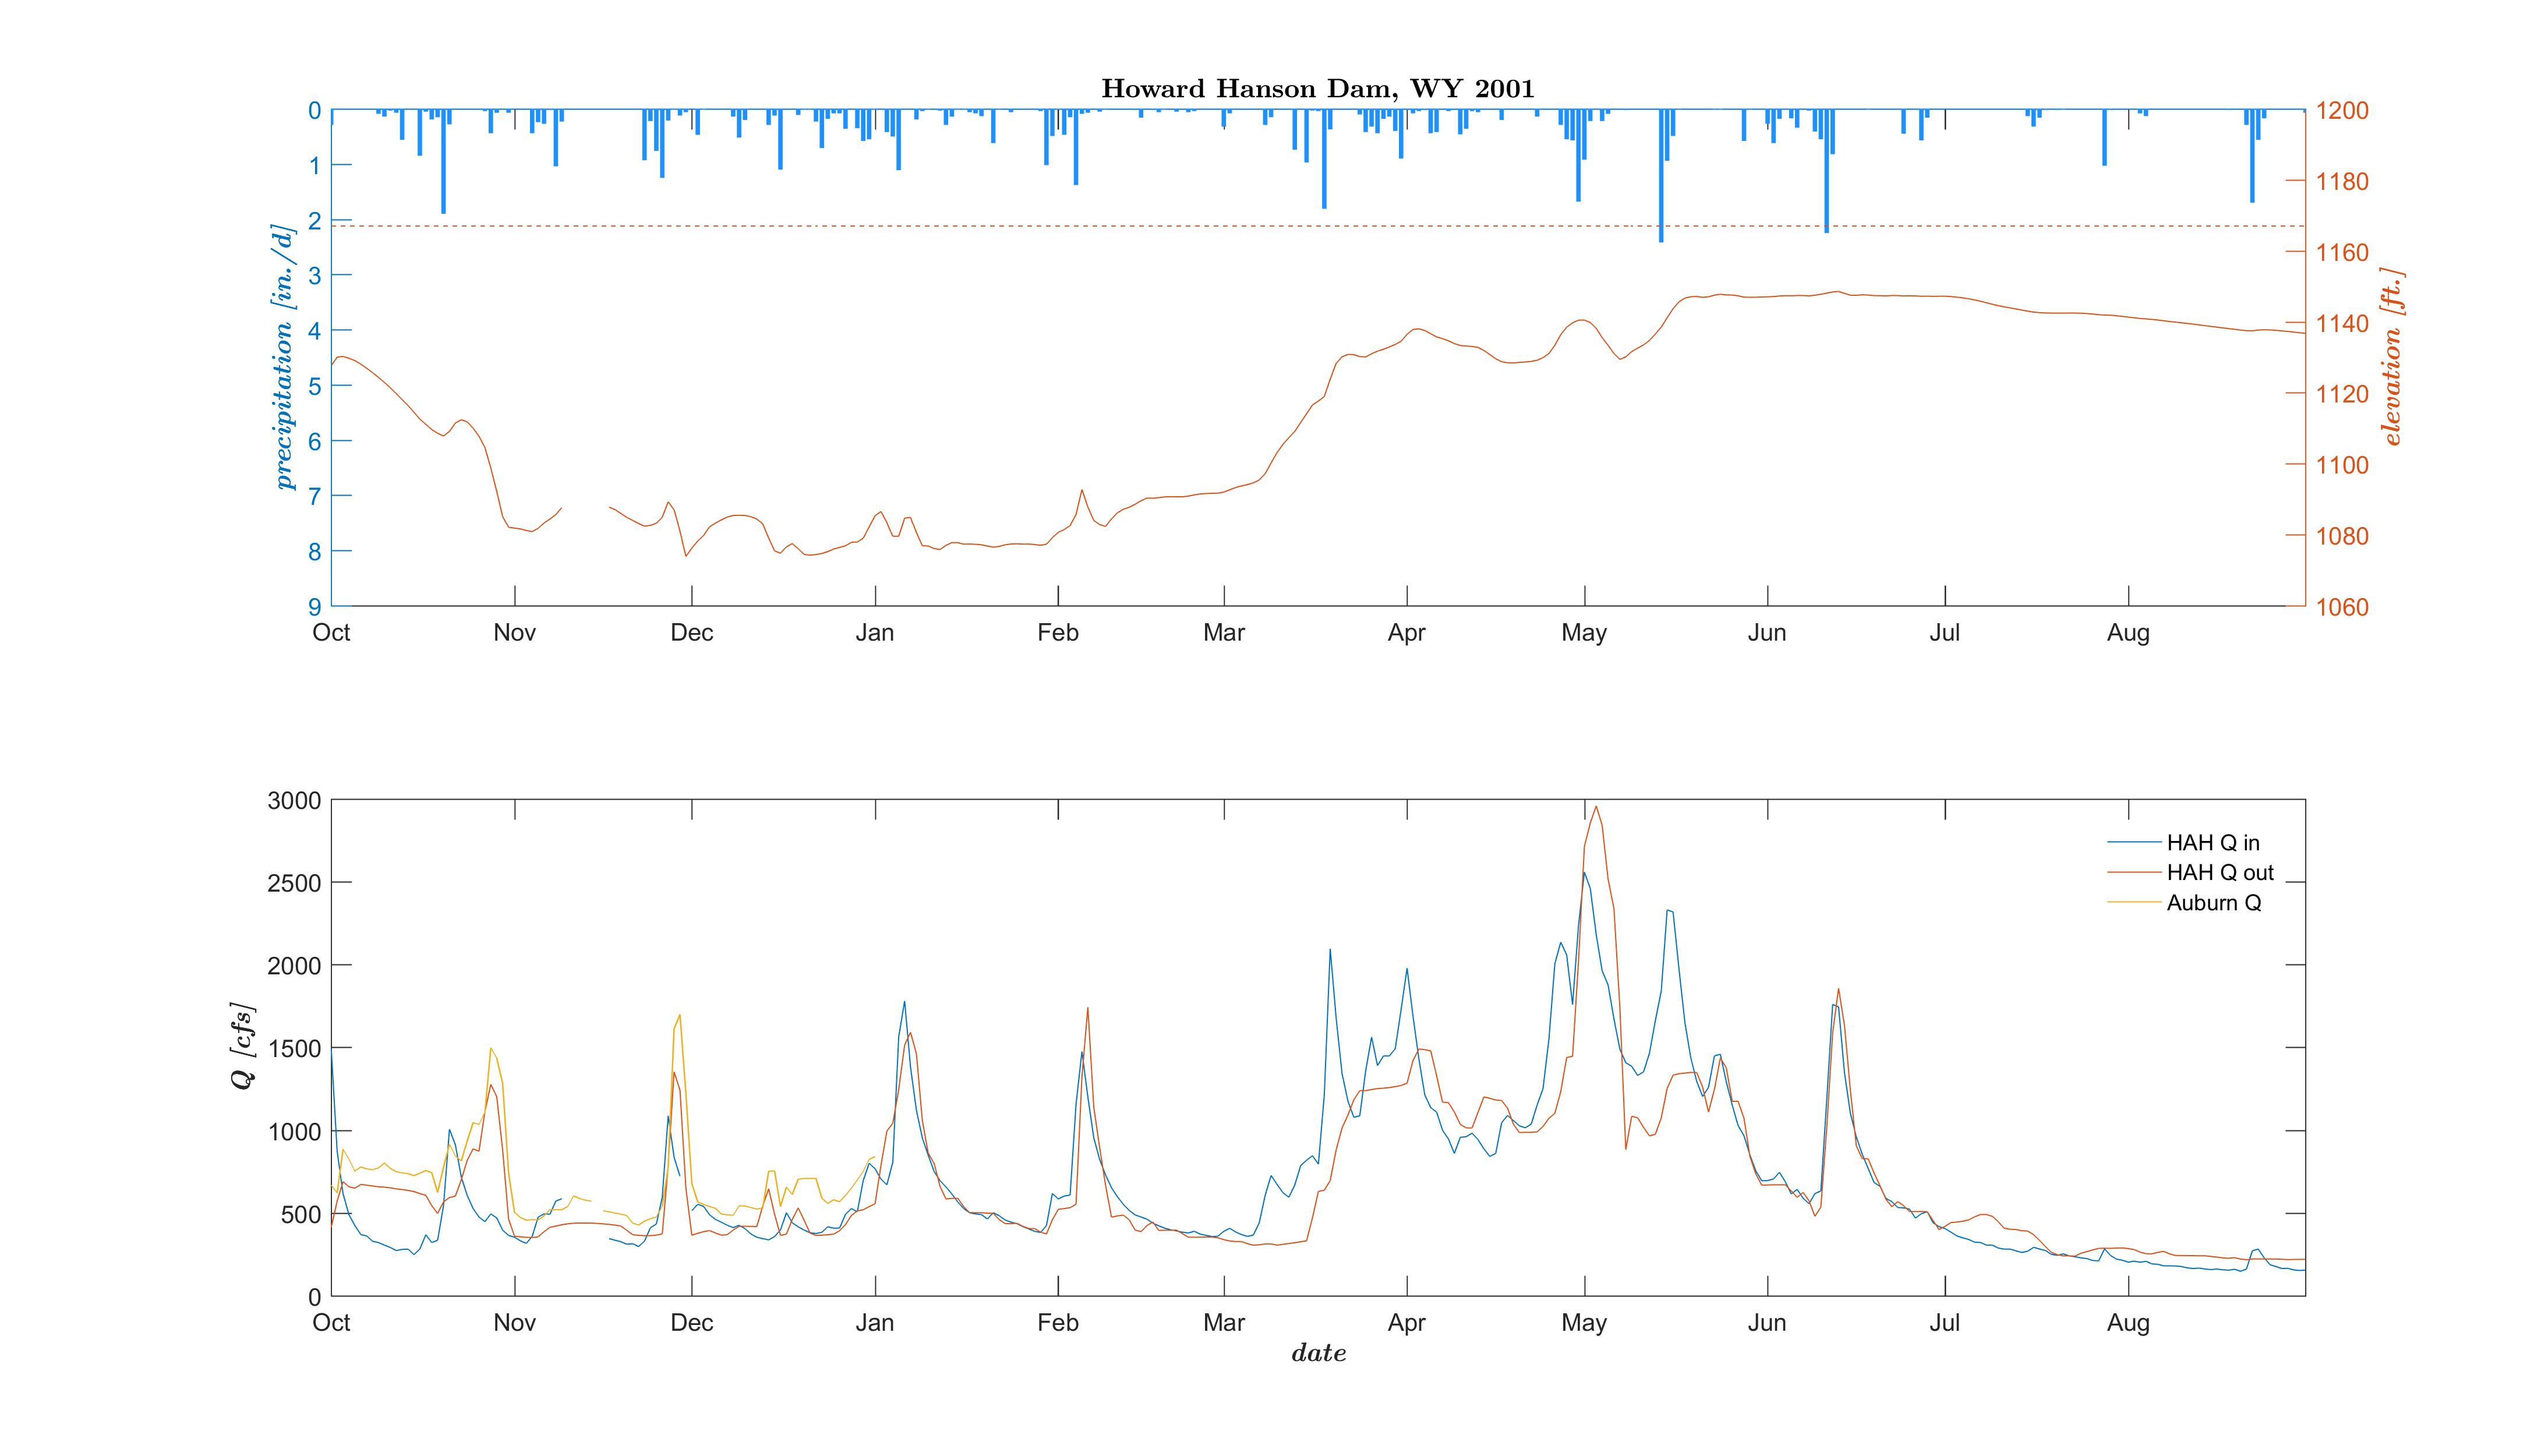 Howard Hanson Dam, WY 2001
0
1
2
3
4
5
6
7
8
9
precipitation [in./d]
1200
1180
1160
1140
1120
1100
1080
1060
elevation [ft.]
Oct Nov Dec Jan Feb Mar Apr May Jun Jul Aug
3000
2500
2000
1500
1000
500
0
Q [cfs]
HAH Q in
HAH Q out
Auburn Q
Oct Nov Dec Jan Feb Mar Apr May Jun Jul Aug
date